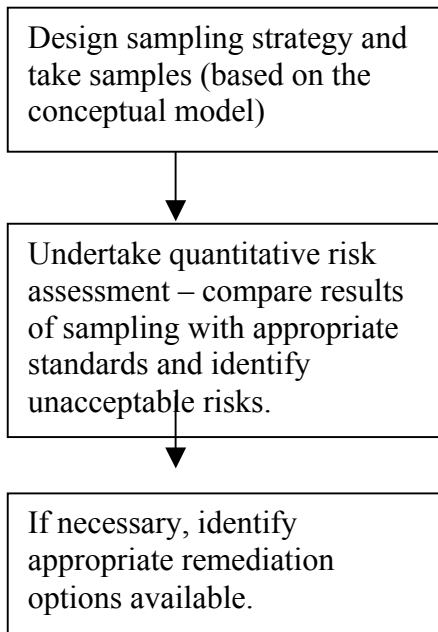 Design sampling strategy and
take samples (based on the
conceptual model)
Undertake quantitative risk
assessment – compare results
of sampling with appropriate
standards and identify
unacceptable risks.
If necessary, identify
appropriate remediation
options available.